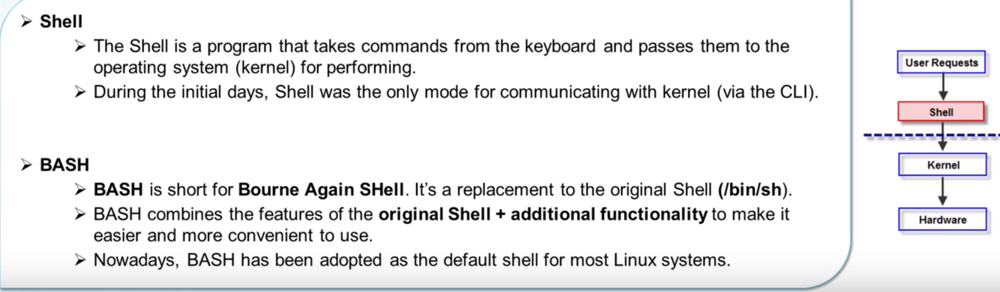 ➢ Shell
➢ The Shell is a program that takes commands from the keyboard and passes them to the
operating system (kernel) for performing.
➢ During the initial days, Shell was the only mode for communicating with kernel (via the CLI).
➢ BASH
➢ BASH is short for Bourne Again SHell. It’s a replacement to the original Shell (/bin/sh).
➢ BASH combines the features of the original Shell + additional functionality to make it
easier and more convenient to use.
➢ Nowadays, BASH has been adopted as the default shell for most Linux systems.
User Requests
Shell
Kernel
Hardware